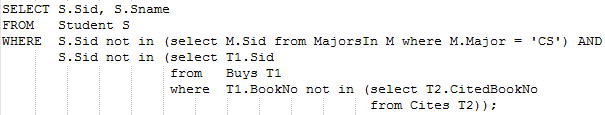 SELECT S.Sid, S.Sname
FROM Student S
WHERE S.Sid not in (select M.Sid from MajorsIn M where M.Major = 'CS') AND
S.Sid not in (select T1.Sid
from Buys T1
where T1.BookNo not in (select T2.CitedBookNo
from Cites T2));